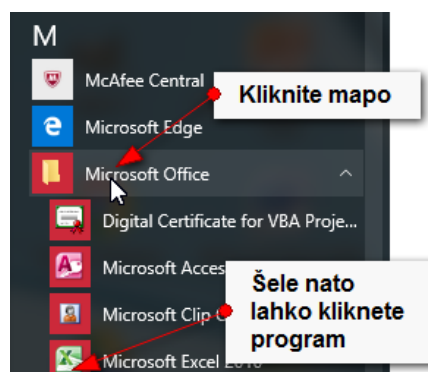 M
McAfee Central
Kliknite mapo
Microsoft Edge
Microsoft Office
Digital Certificate for VBA Proje...
Microsoft Acces
Šele nato
lahko kliknete
program
Microsoft Clip
Microsoft Excel 2010